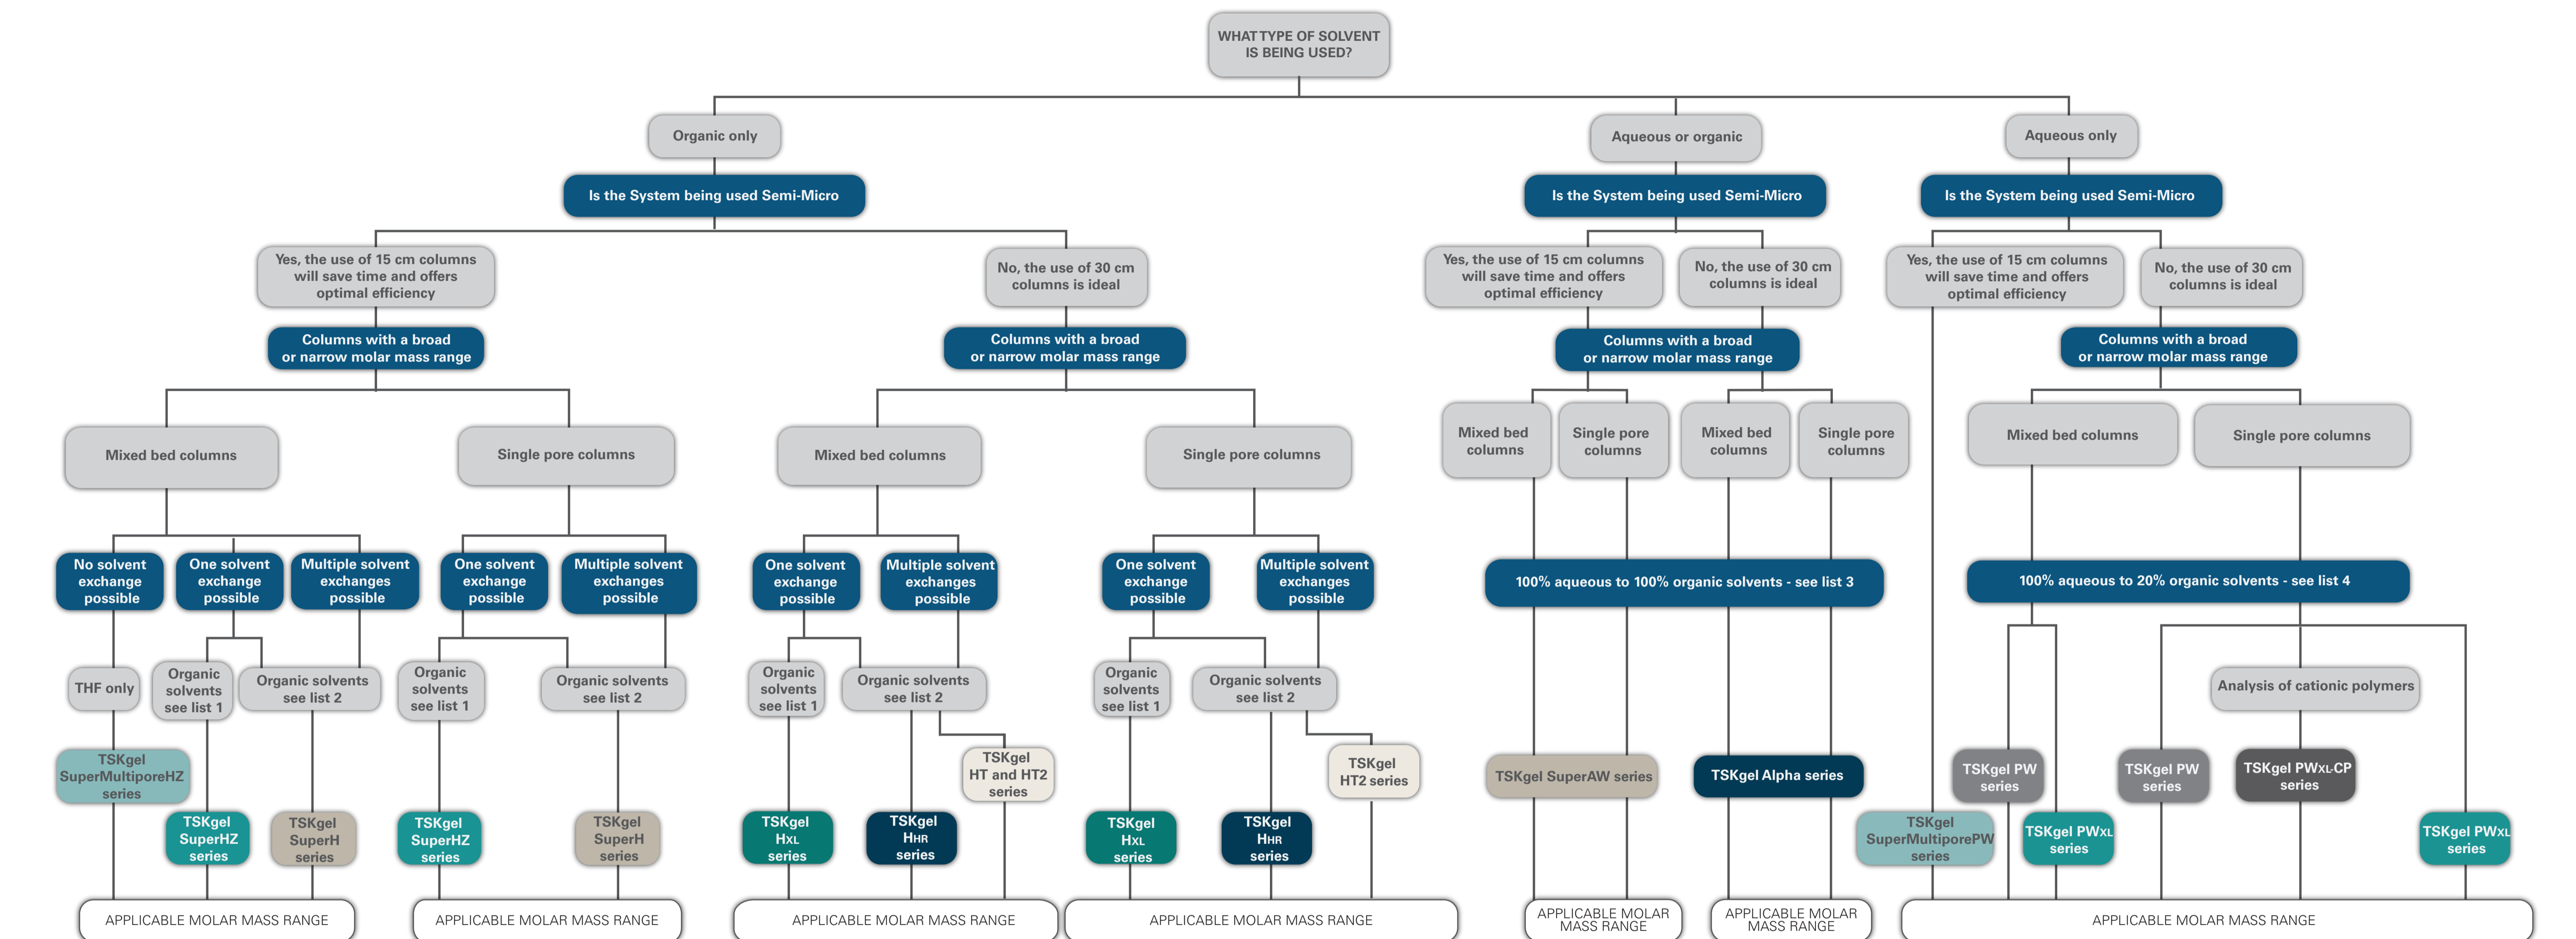 WHAT TYPE OF SOLVENT
IS BEING USED?
Organic only
Aqueous or organic
Aqueous only
Is the System being used Semi-Micro
Is the System being used Semi-Micro
Is the System being used Semi-Micro
Yes, the use of 15 cm columns
will save time and offers
optimal efficiency
No, the use of 30 cm
columns is ideal
Yes, the use of 15 cm columns
will save time and offers
optimal efficiency
No, the use of 30 cm
columns is ideal
Yes, the use of 15 cm columns
will save time and offers
optimal efficiency
No, the use of 30 cm
columns is ideal
Columns with a broad
or narrow molar mass range
Columns with a broad
or narrow molar mass range
Columns with a broad
or narrow molar mass range
Columns with a broad
or narrow molar mass range
Mixed bed columns
Single pore columns
Mixed bed columns
Single pore columns
Mixed bed
columns
Single pore
columns
Mixed bed
columns
Single pore
columns
Mixed bed columns
Single pore columns
No solvent
exchange
possible
One solvent
exchange
possible
Multiple solvent
exchanges
possible
One solvent
exchange
possible
Multiple solvent
exchanges
possible
One solvent
exchange
possible
Multiple solvent
exchanges
possible
One solvent
exchange
possible
Multiple solvent
exchanges
possible
100% aqueous to 100% organic solvents - see list 3
100% aqueous to 20% organic solvents - see list 4
THF only
Organic
solvents
see list 1
Organic solvents
see list 2
Organic
solvents
see list 1
Organic solvents
see list 2
Organic
solvents
see list 1
Organic solvents
see list 2
Organic
solvents
see list 1
Organic solvents
see list 2
Analysis of cationic polymers
TSKgel
SuperMultiporeHZ
series
TSKgel
HT and HT2
series
TSKgel
HT2 series
TSKgel SuperAW series
TSKgel Alpha series
TSKgel PW
series
TSKgel PW
series
TSKgel PWXL-CP
series
TSKgel
SuperHZ
series
TSKgel
SuperH
series
TSKgel
SuperHZ
series
TSKgel
SuperH
series
TSKgel
HXL
series
TSKgel
HHR
series
TSKgel
HXL
series
TSKgel
HHR
series
TSKgel
SuperMultiporePW
series
TSKgel PWXL
series
TSKgel PWXL
series
APPLICABLE MOLAR MASS RANGE
APPLICABLE MOLAR MASS RANGE
APPLICABLE MOLAR MASS RANGE
APPLICABLE MOLAR MASS RANGE
APPLICABLE MOLAR
MASS RANGE
APPLICABLE MOLAR
MASS RANGE
APPLICABLE MOLAR MASS RANGE